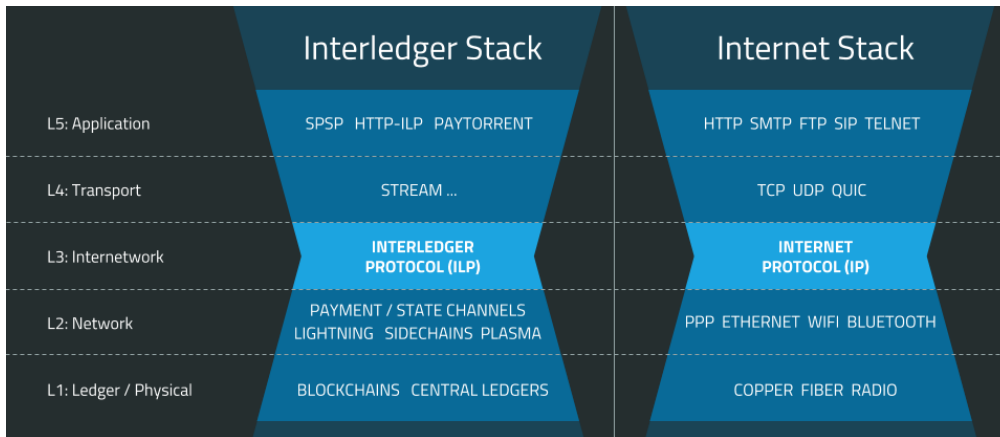 Interledger Stack
Internet Stack
L5: Application
SPSP HTTP-ILP PAYTORRENT
HTTP SMTP FTP SIP TELNET
L4: Transport
STREAM ...
TCP UDP QUIC
L3: Internetwork
INTERLEDGER
PROTOCOL (ILP)
INTERNET
PROTOCOL (IP)
L2: Network
PAYMENT / STATE CHANNELS
LIGHTNING SIDECHAINS PLASMA
PPP ETHERNET WIFI BLUETOOTH
L1: Ledger / Physical
BLOCKCHAINS CENTRAL LEDGERS
COPPER FIBER RADIO